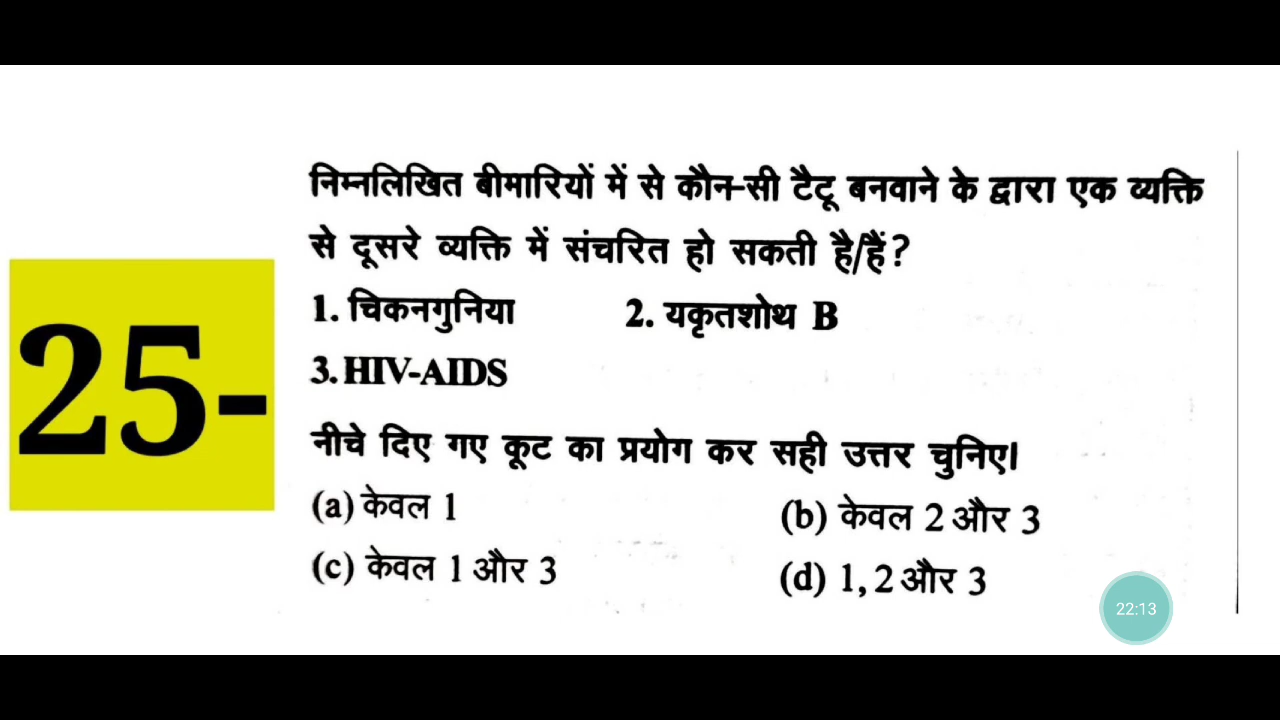 25-
निम्नलिखित बीमारियों में से कौन-सी टैटू बनवाने के द्वारा एक व्यक्ति
से दूसरे व्यक्ति में संचरित हो सकती है/हैं?
1. चिकनगुनिया 2. यकृतशोथ B
3. HIV-AIDS
नीचे दिए गए कूट का प्रयोग कर सही उत्तर चुनिए।
(a) केवल 1 (b) केवल 2 और 3
(c) केवल 1 और 3 (d) 1, 2 और 3
22:13